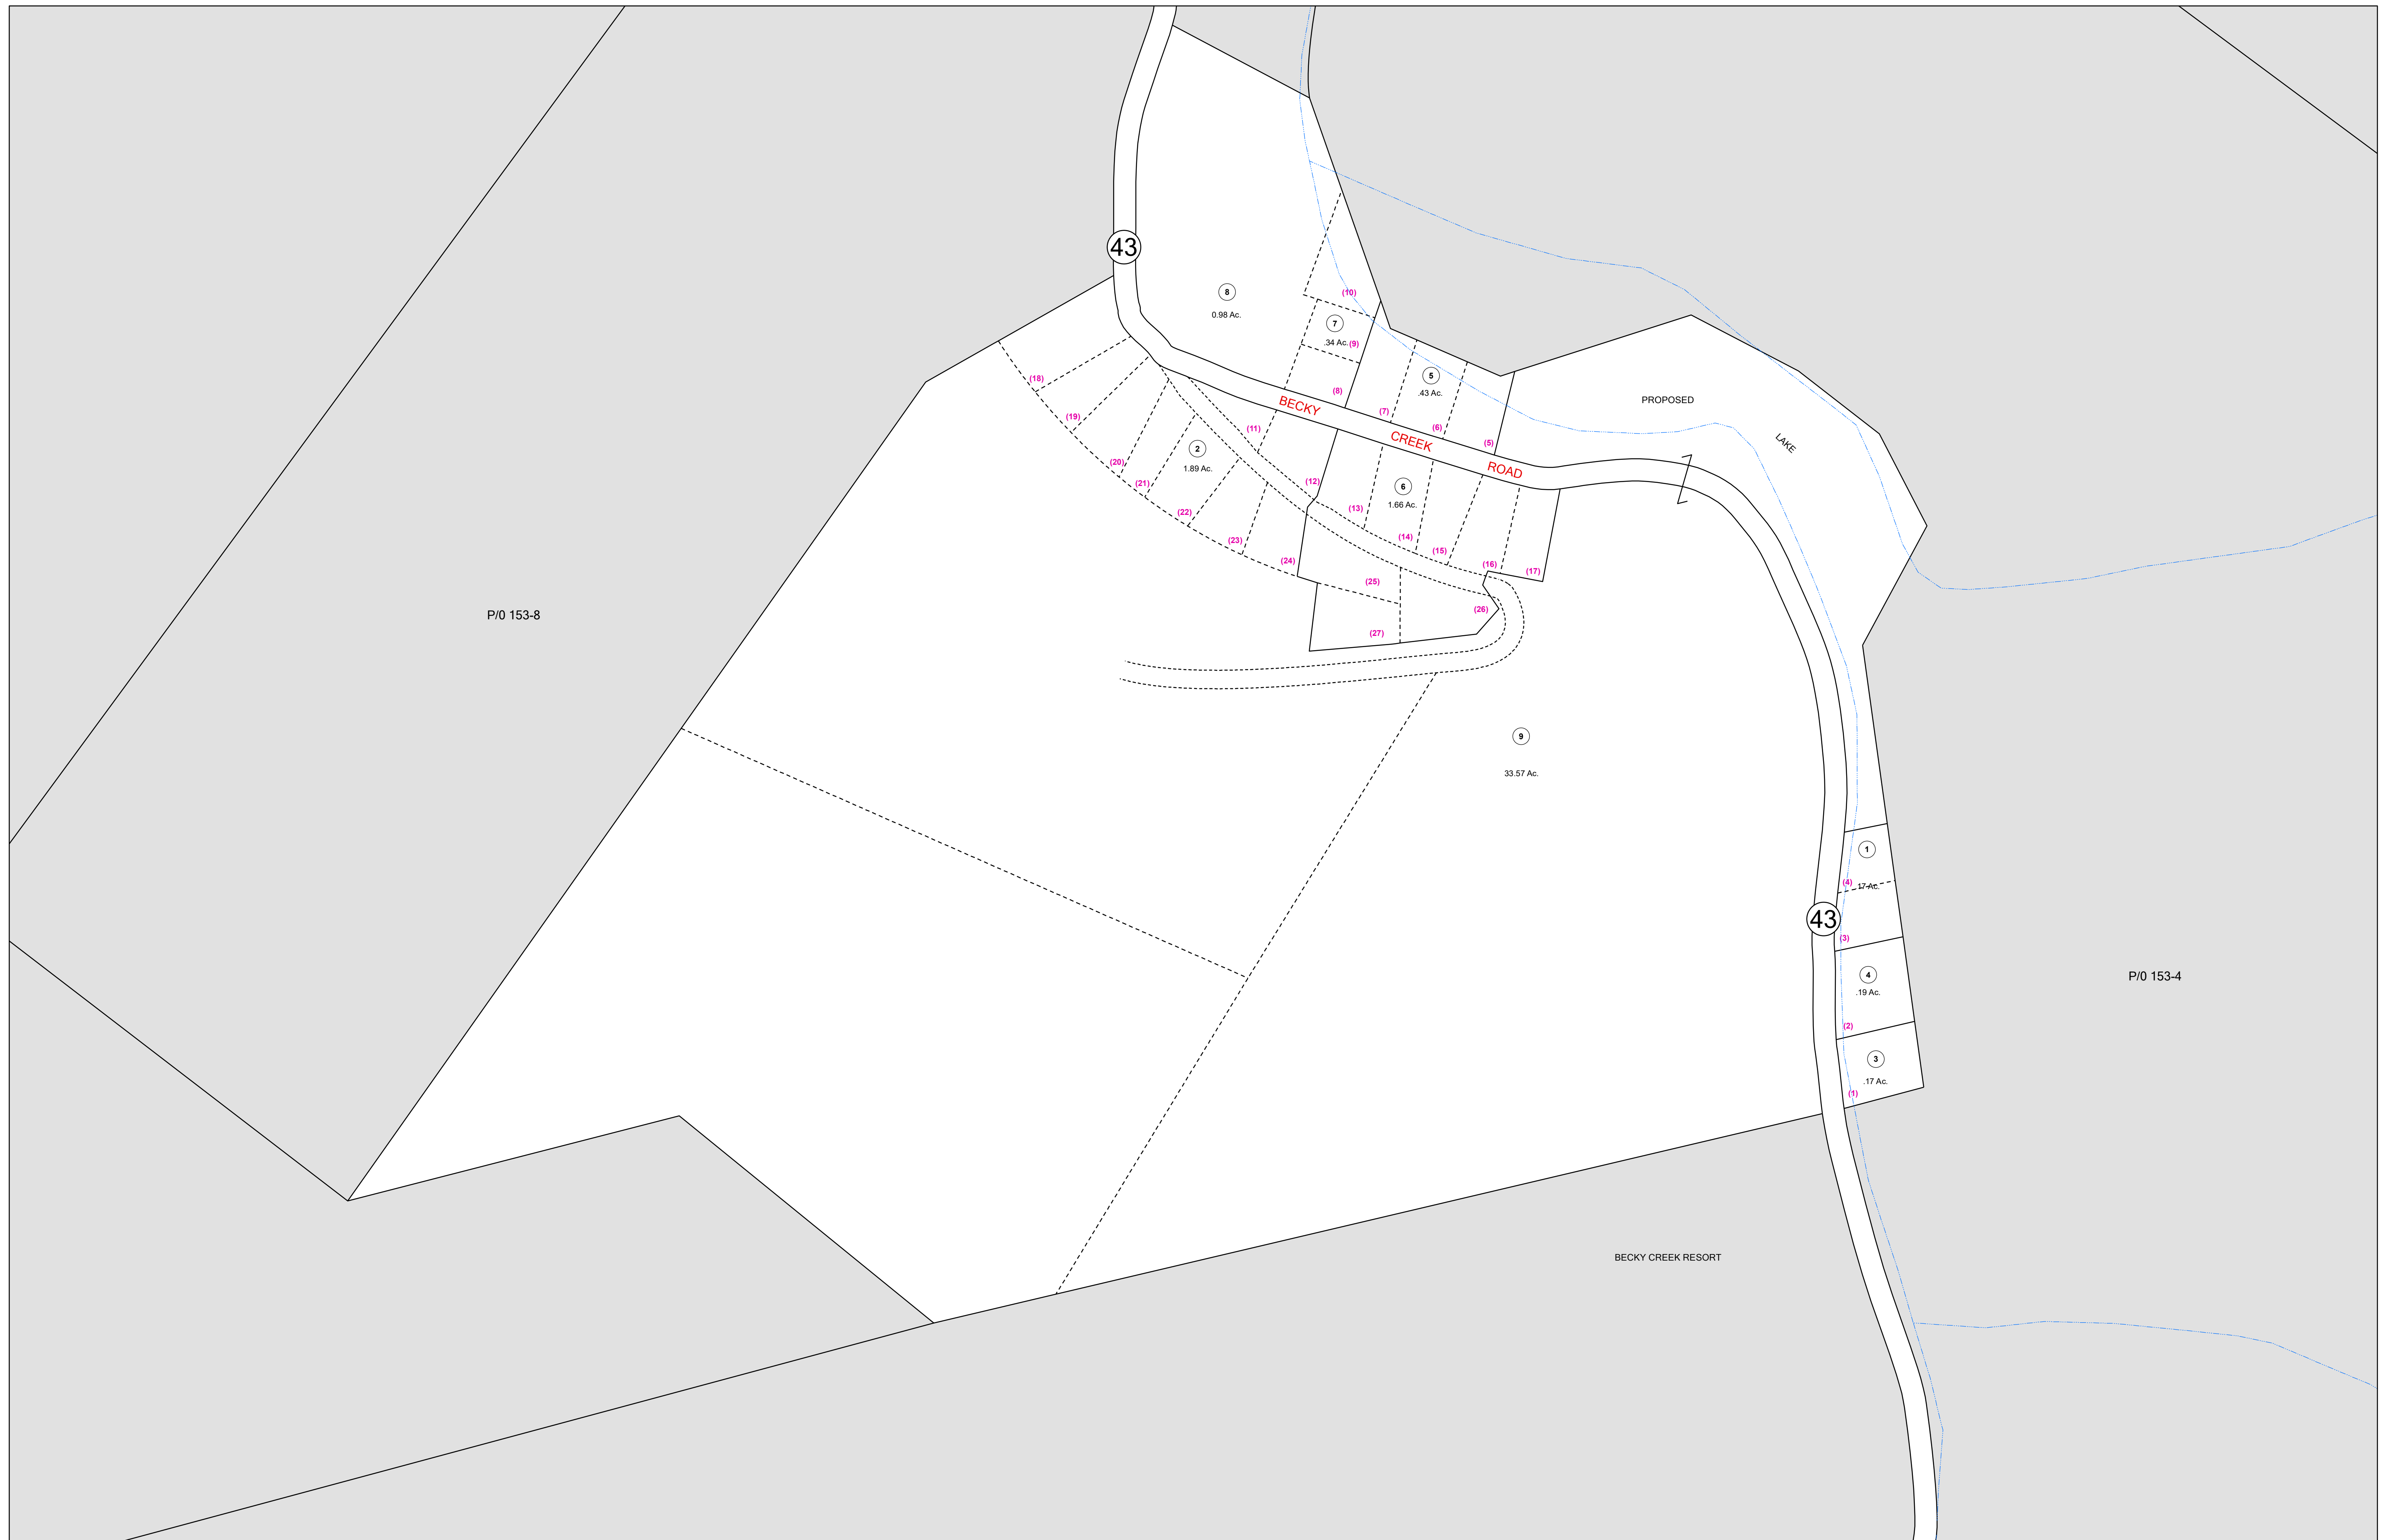 43
8
0.98 Ac.
(10)
7
.34 Ac.
(9)
5
.43 Ac.
(8)
(7)
(6)
(5)
PROPOSED
LAKE
BECKY CREEK ROAD
(18)
(19)
(20)
(21)
(22)
(23)
(24)
2
1.89 Ac.
(11)
(12)
6
1.66 Ac.
(13)
(14)
(15)
(16)
(17)
(25)
(26)
(27)
P/0 153-8
9
33.57 Ac.
1
.17 Ac.
(4)
43
(3)
4
.19 Ac.
(2)
3
.17 Ac.
(1)
P/0 153-4
BECKY CREEK RESORT